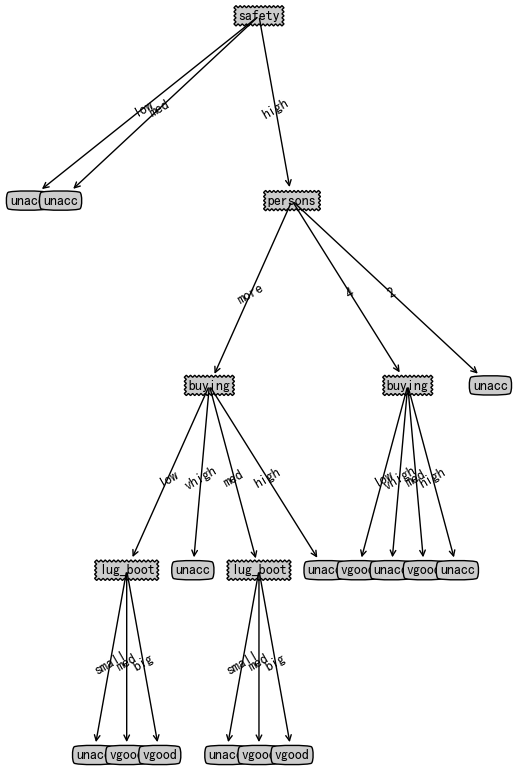 safety
low med high
unacc unacc persons
more 4 2
buying buying unacc
low vhigh med high low vhigh med high
lug_boot unacc lug_boot unacc vgood unacc vgood unacc
small med big small med big
unacc vgood vgood unacc vgood vgood